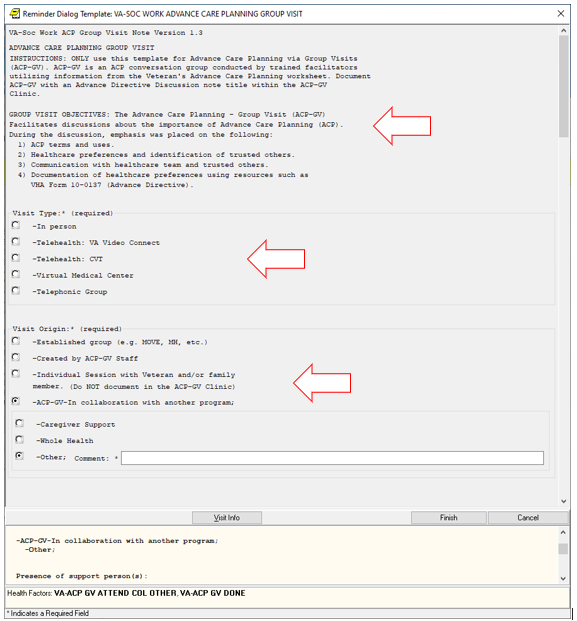 Reminder Dialog Template: VA-SOC WORK ADVANCE CARE PLANNING GROUP VISIT
VA-Soc Work ACP Group Visit Note Version 1.3
ADVANCE CARE PLANNING GROUP VISIT
INSTRUCTIONS: ONLY use this template for Advance Care Planning via Group Visits
(ACP-GV). ACP-GV is an ACP conversation group conducted by trained facilitators
utilizing information from the Veteran's Advance Care Planning worksheet. Document
ACP-GV with an Advance Directive Discussion note title within the ACP-GV
Clinic.
GROUP VISIT OBJECTIVES: The Advance Care Planning - Group Visit (ACP-GV)
Facilitates discussions about the importance of Advance Care Planning (ACP).
During the discussion, emphasis was placed on the following:
1) ACP terms and uses.
2) Healthcare preferences and identification of trusted others.
3) Communication with healthcare team and trusted others.
4) Documentation of healthcare preferences using resources such as
VHA Form 10-0137 (Advance Directive).
Visit Type:* (required)
-In person
-Telehealth: VA Video Connect
-Telehealth: CVT
-Virtual Medical Center
-Telephonic Group
Visit Origin:* (required)
-Established group (e.g. MOVE, MH, etc.)
-Created by ACP-GV Staff
-Individual Session with Veteran and/or family
member. (Do NOT document in the ACP-GV Clinic)
-ACP-GV-In collaboration with another program;
-Caregiver Support
-Whole Health
-Other; Comment: *
Visit Info Finish Cancel
-ACP-GV-In collaboration with another program;
-Other;
Presence of support person(s):
Health Factors: VA-ACP GV ATTEND COL OTHER, VA-ACP GV DONE
* Indicates a Required Field